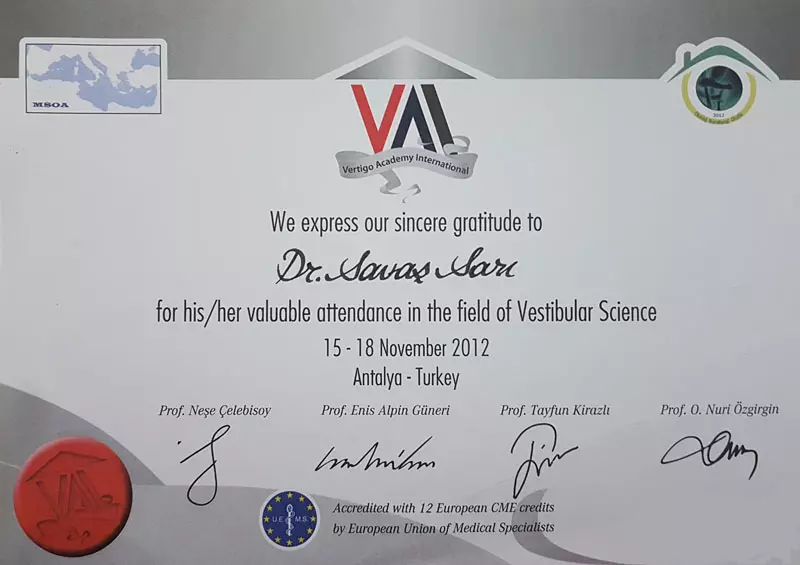 MSOA
2012
VAI
Vertigo Academy International
We express our sincere gratitude to
Dr. Savaş Sarı
for his/her valuable attendance in the field of Vestibular Science
15 - 18 November 2012
Antalya - Turkey
Prof. Neşe Çelebisoy
Prof. Enis Alpin Güneri
Prof. Tayfun Kirazlı
Prof. O. Nuri Özgirgin
VAI
U.E.M.S.
Accredited with 12 European CME credits
by European Union of Medical Specialists